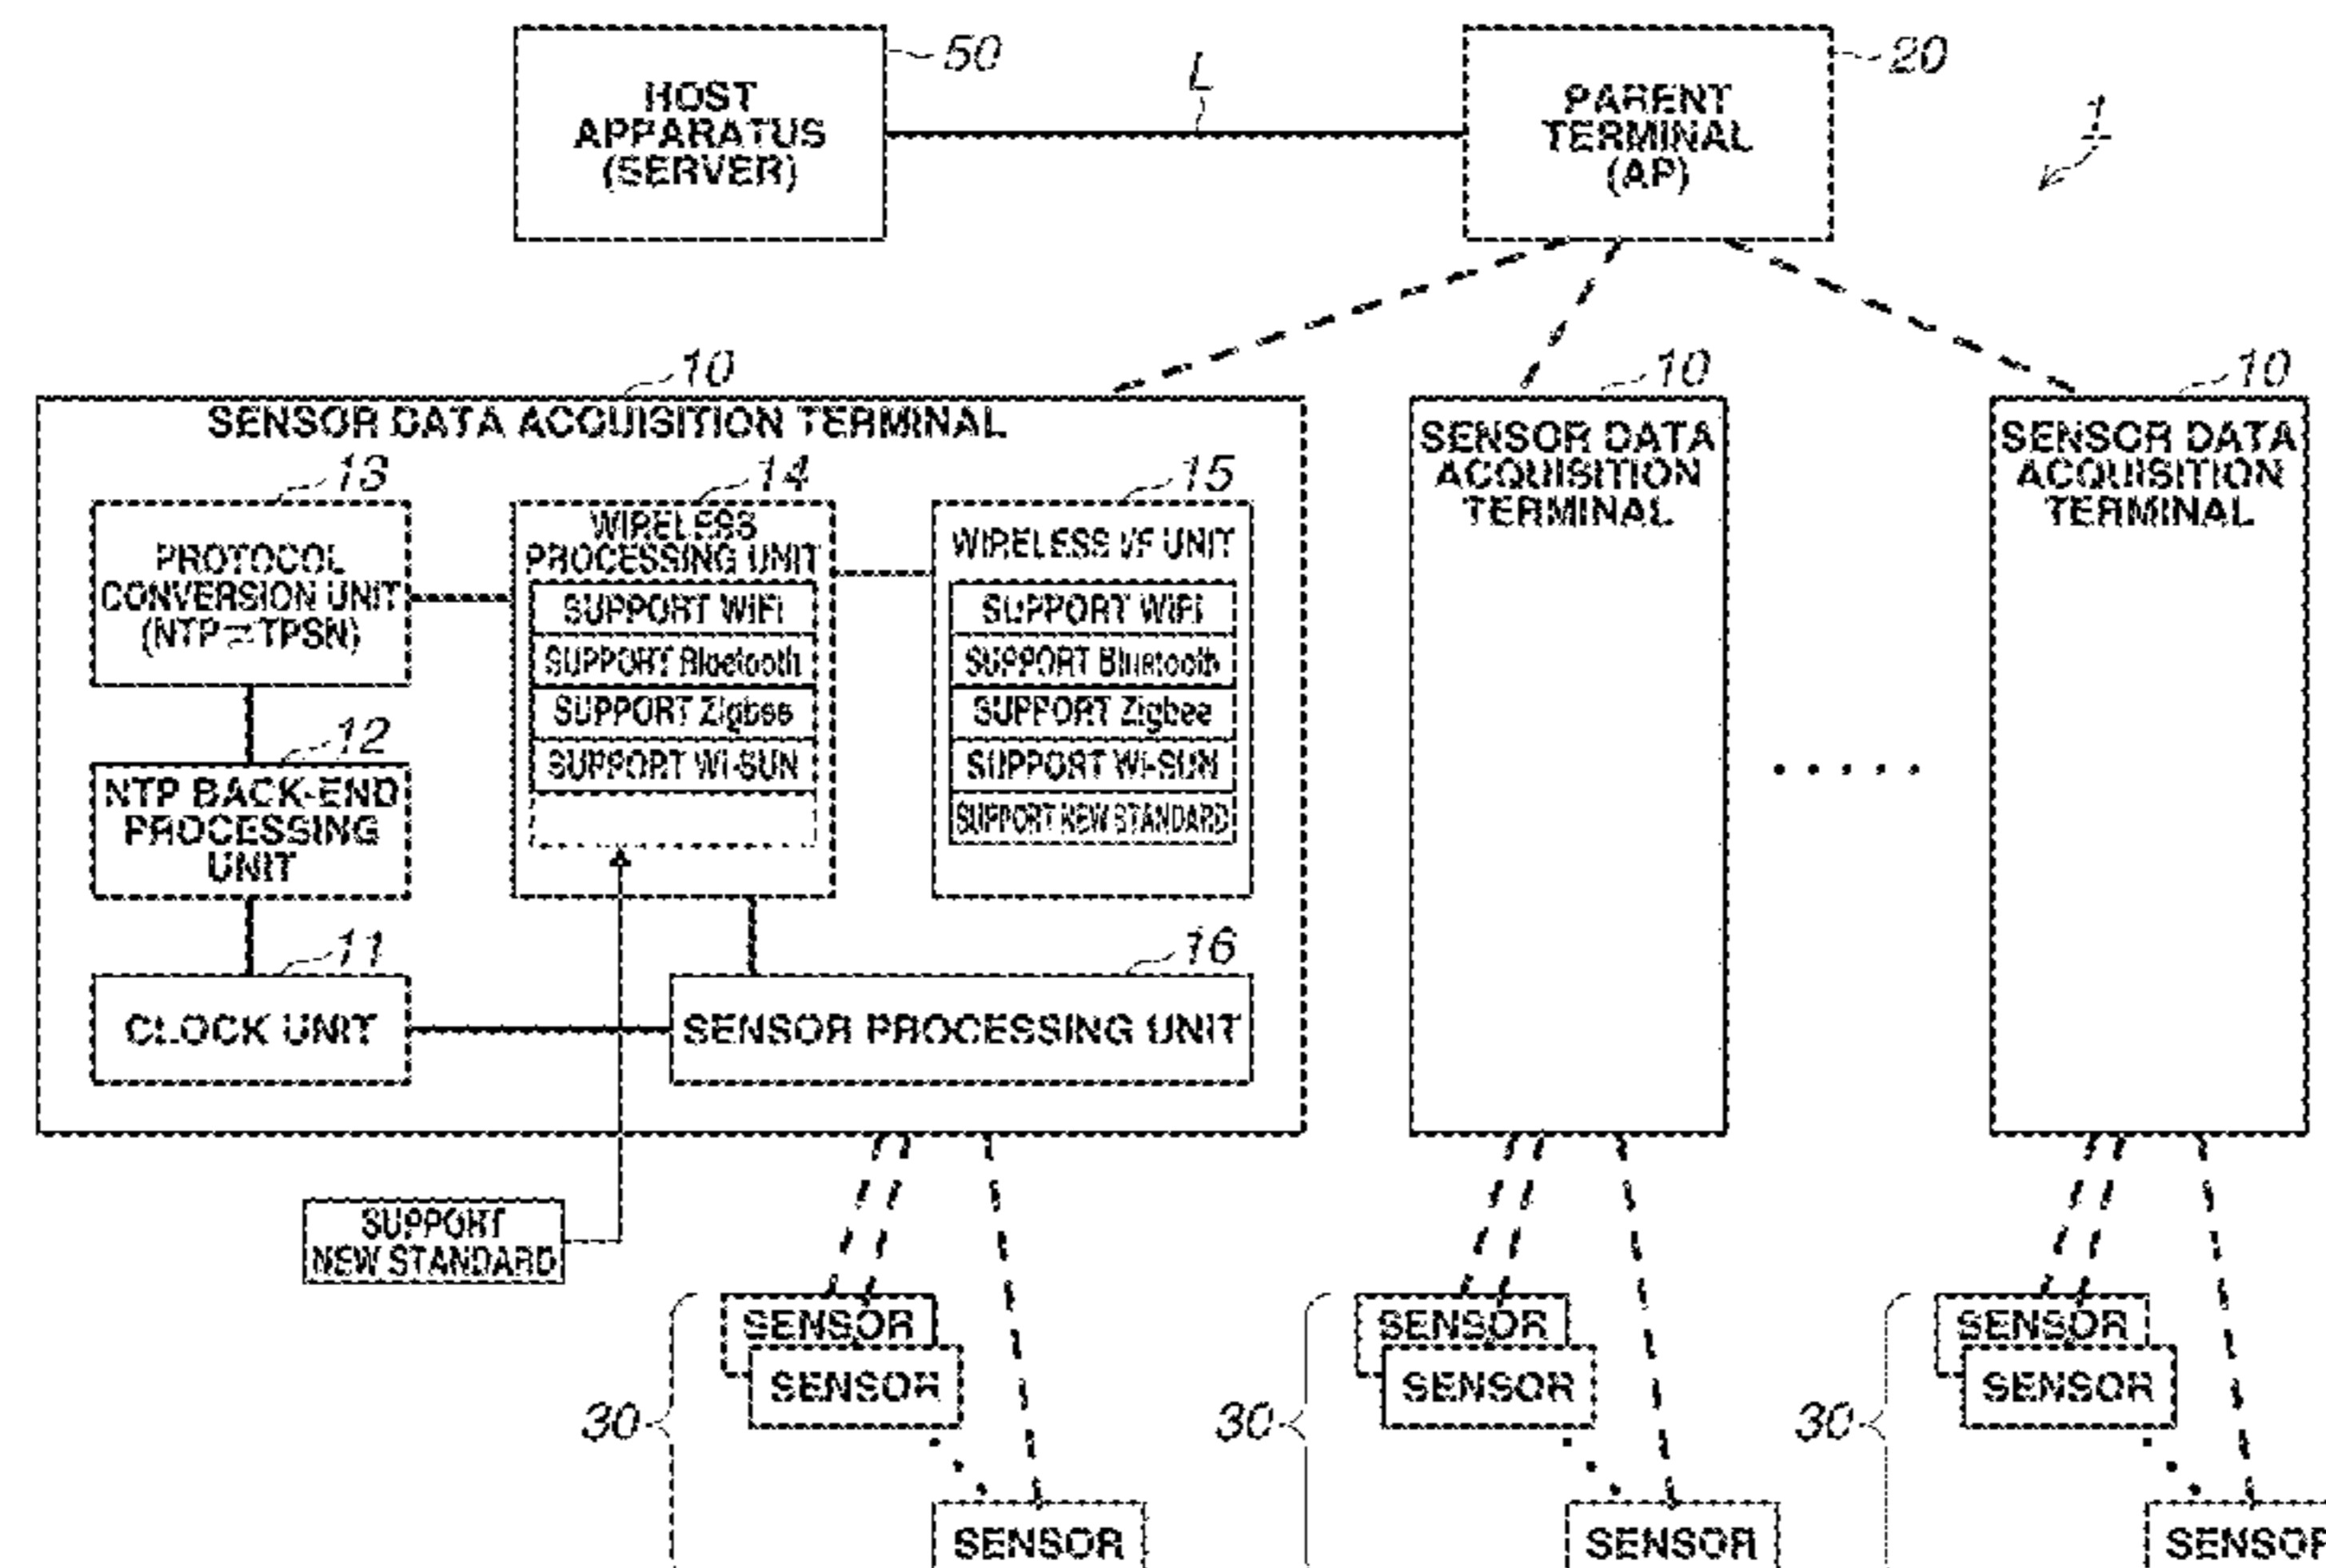 50
HOST
APPARATUS
(SERVER)
L
20
PARENT
TERMINAL
(AP)
1
10
SENSOR DATA ACQUISITION TERMINAL
13
PROTOCOL
CONVERSION UNIT
(NTP⇌TPSN)
14
WIRELESS
PROCESSING UNIT
SUPPORT WiFi
SUPPORT Bluetooth
SUPPORT Zigbee
SUPPORT Wi-SUN
15
WIRELESS I/F UNIT
SUPPORT WiFi
SUPPORT Bluetooth
SUPPORT Zigbee
SUPPORT Wi-SUN
SUPPORT NEW STANDARD
12
NTP BACK-END
PROCESSING
UNIT
11
CLOCK UNIT
16
SENSOR PROCESSING UNIT
10
SENSOR DATA
ACQUISITION
TERMINAL
10
SENSOR DATA
ACQUISITION
TERMINAL
SUPPORT
NEW STANDARD
30
SENSOR
SENSOR
SENSOR
30
SENSOR
SENSOR
SENSOR
30
SENSOR
SENSOR
SENSOR